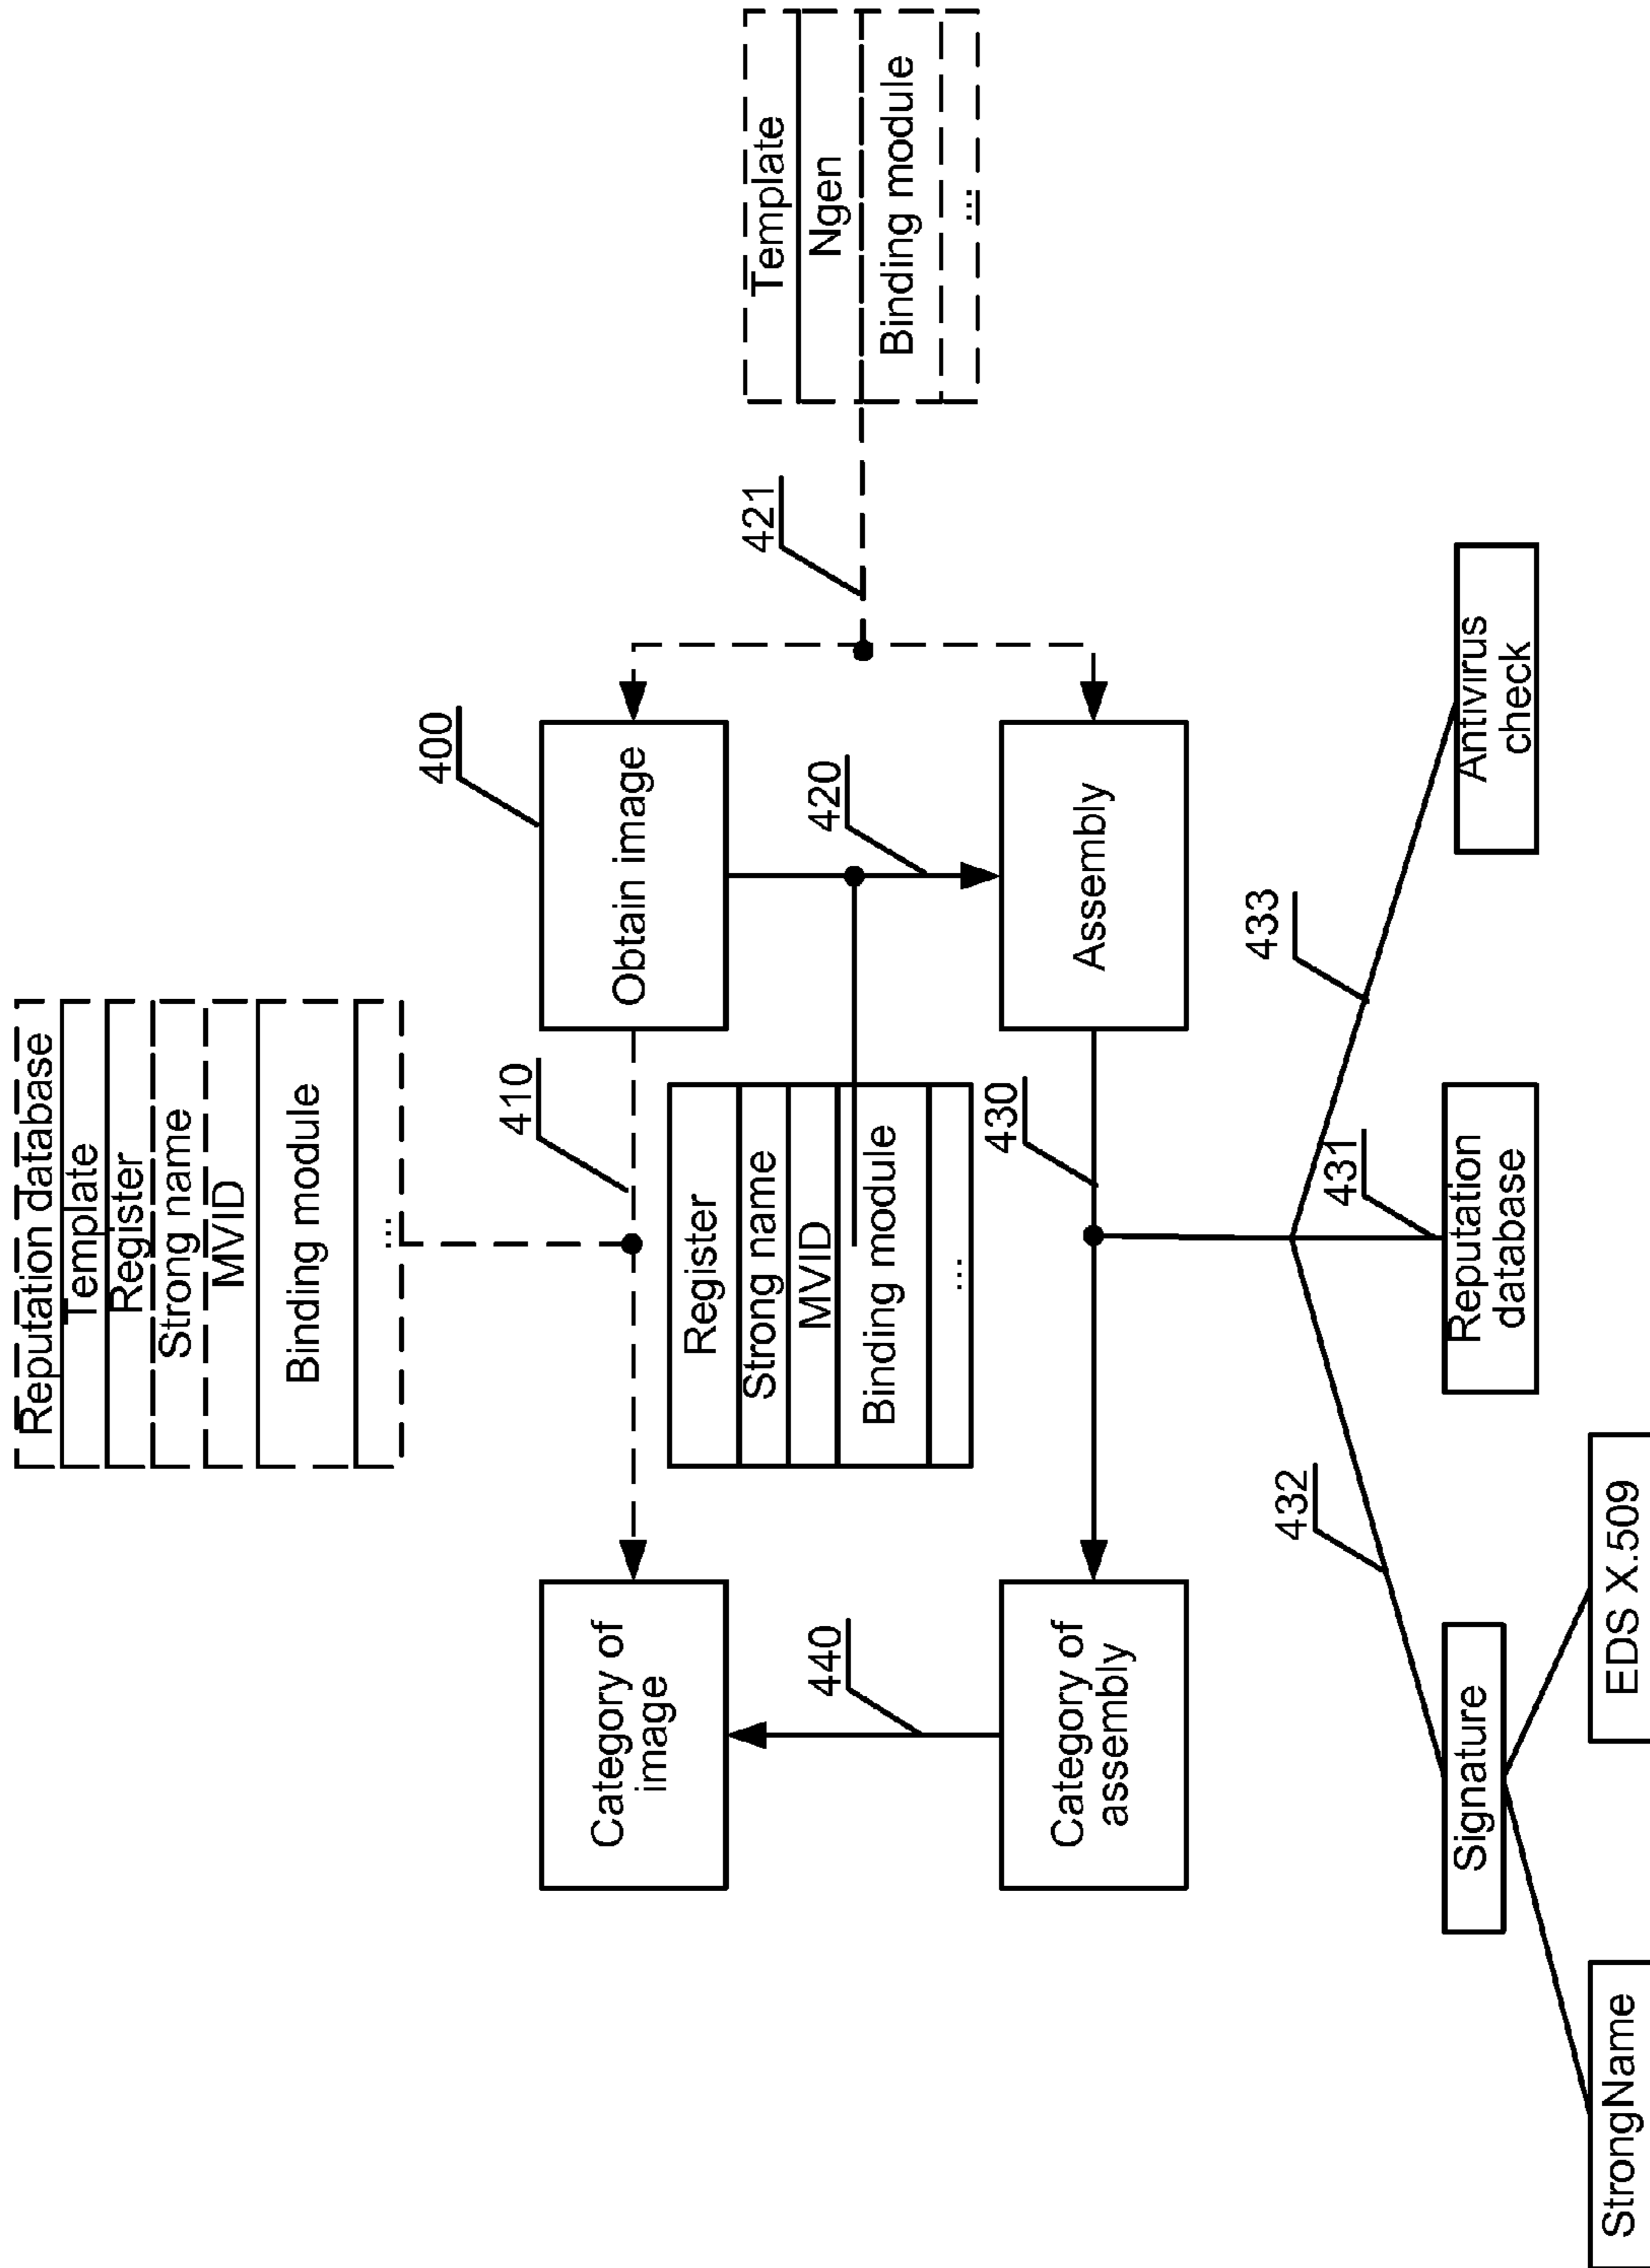 Reputation database
Template
Register
Strong name
MVID
Binding module
...
400
410
Category of
image
Obtain image
Register
Strong name
MVID
Binding module
...
421
Template
Ngen
Binding module
...
440
420
430
Category of
assembly
Assembly
432
431
433
Signature
Reputation
database
Antivirus
check
StrongName
EDS X.509